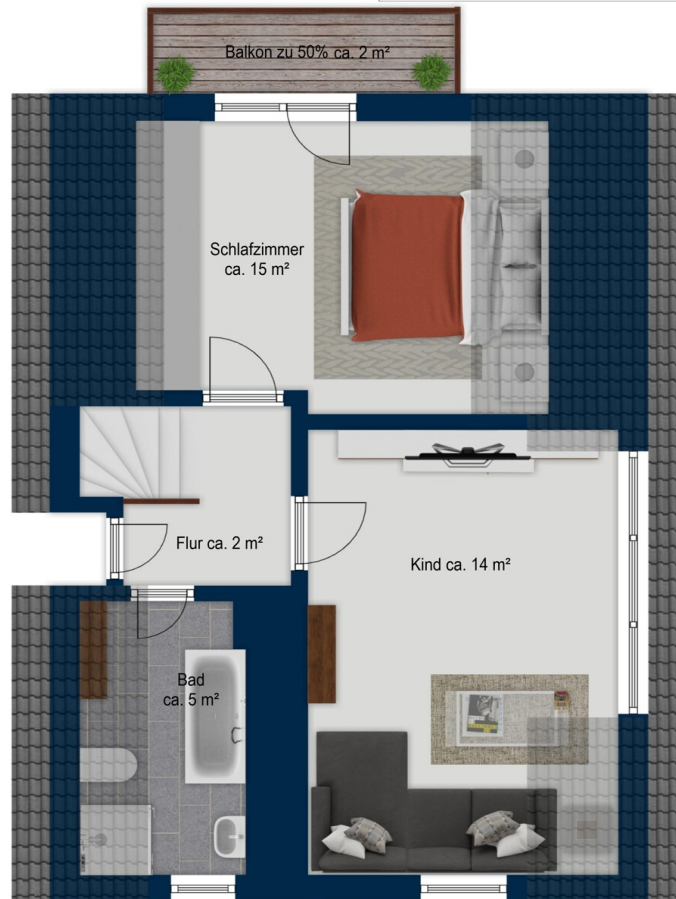 Balkon zu 50% ca. 2 m²
Schlafzimmer
ca. 15 m²
Flur ca. 2 m²
Kind ca. 14 m²
Bad
ca. 5 m²